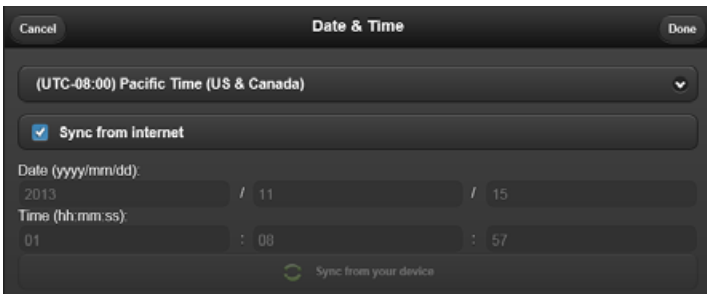 Cancel Date & Time Done
(UTC-08:00) Pacific Time (US & Canada)
Sync from internet
Date (yyyy/mm/dd):
2013 / 11 / 15
Time (hh:mm:ss):
01 : 08 : 57
Sync from your device